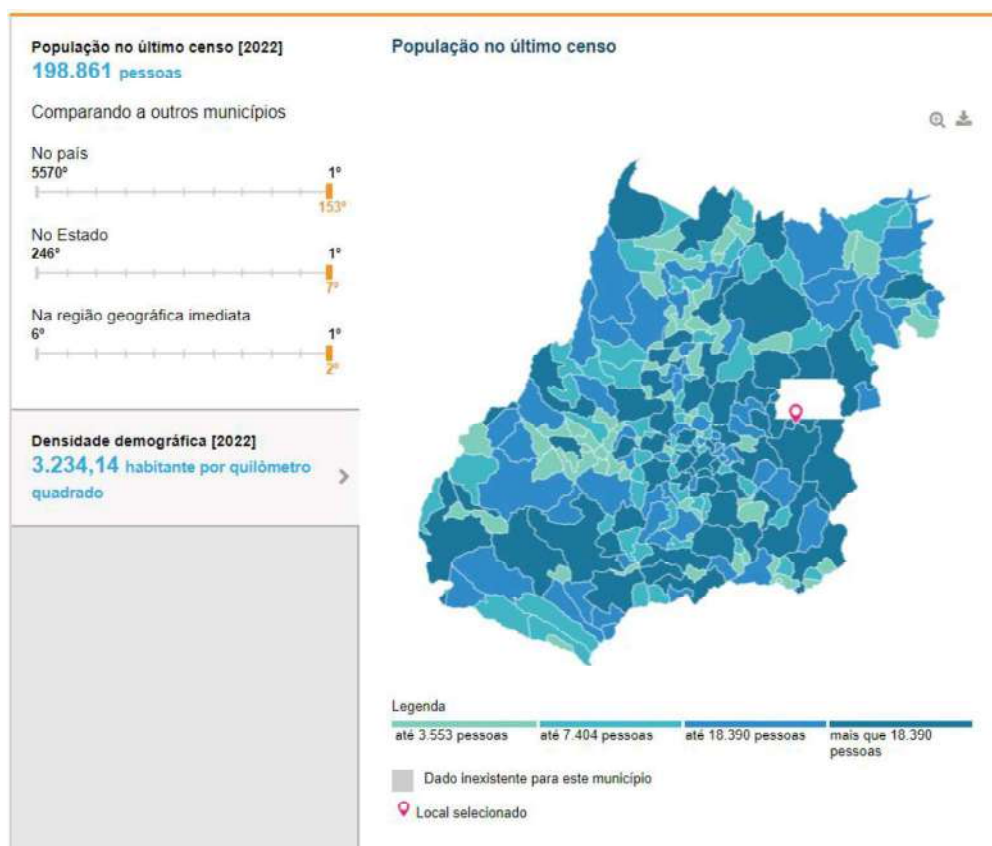 População no último censo [2022]
198.861 pessoas
Comparando a outros municípios
No país
5570º 1º
153º
No Estado
246º 1º
7º
Na região geográfica imediata
6º 1º
2º
Densidade demográfica [2022]
3.234,14 habitante por quilômetro
quadrado
População no último censo
Legenda
até 3.553 pessoas até 7.404 pessoas até 18.390 pessoas mais que 18.390
pessoas
Dado inexistente para este município
Local selecionado